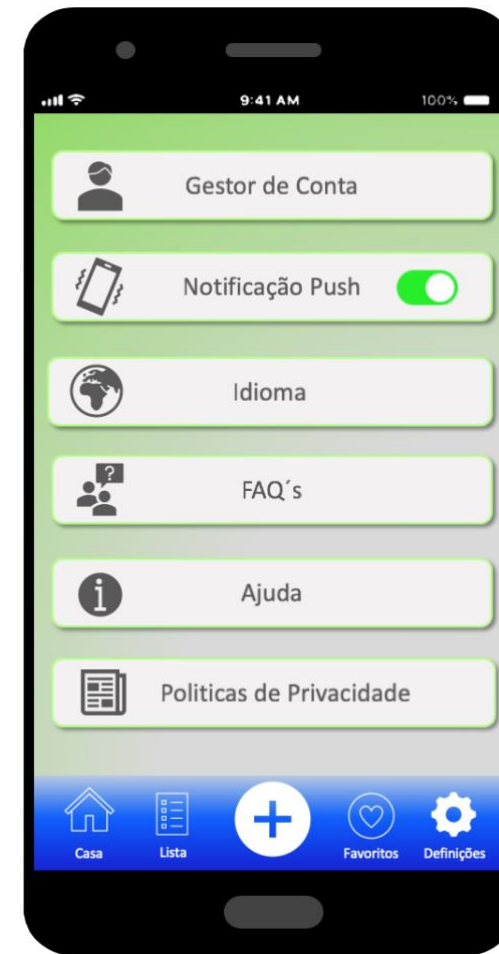 9:41 AM 100%
Gestor de Conta
Notificação Push
Idioma
?
FAQ´s
i
Ajuda
Politicas de Privacidade
Casa Lista + Favoritos Definições